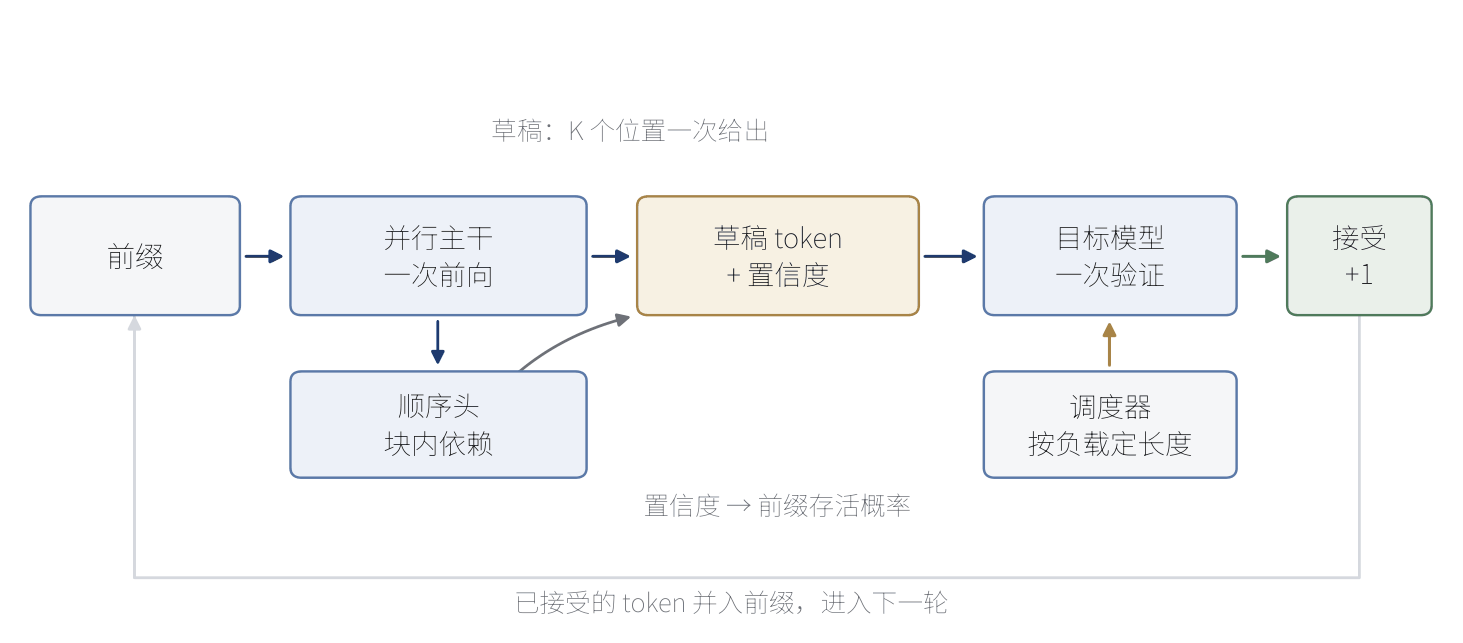 草稿：K 个位置一次给出
前缀
并行主干
一次前向
草稿 token
+ 置信度
目标模型
一次验证
接受
+1
顺序头
块内依赖
调度器
按负载定长度
置信度 → 前缀存活概率
已接受的 token 并入前缀，进入下一轮